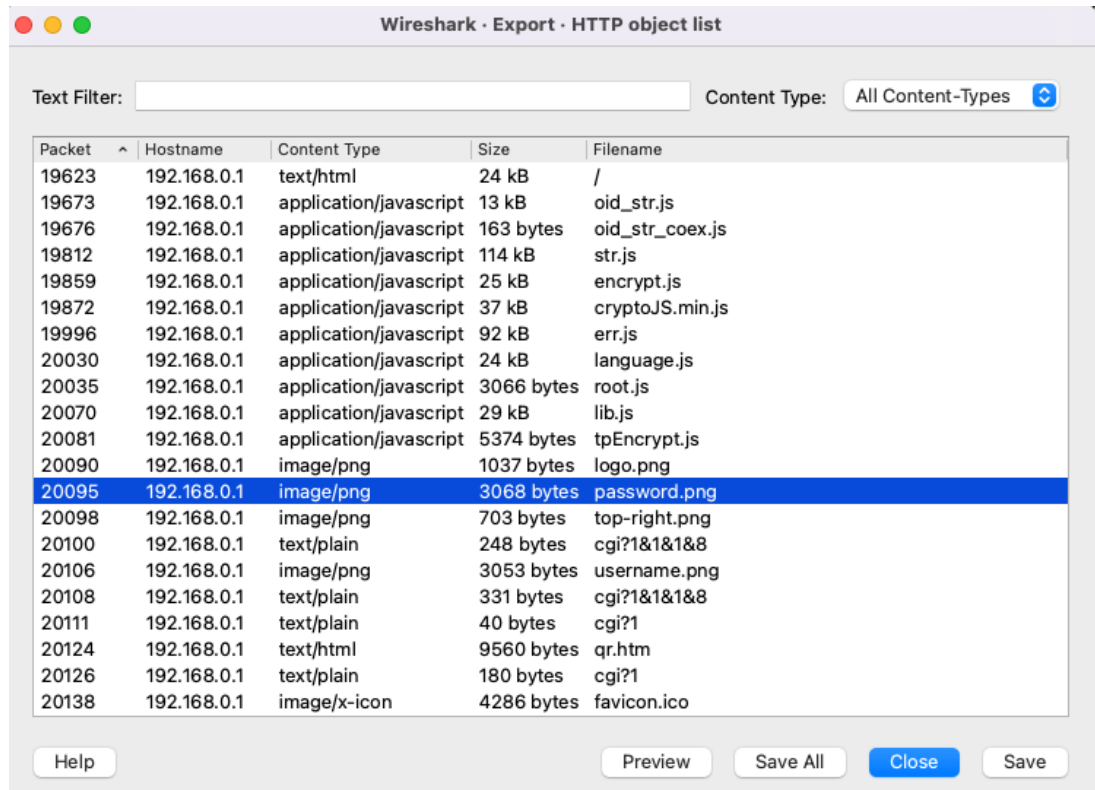 Wireshark · Export · HTTP object list
Text Filter: Content Type: All Content-Types
Packet Hostname Content Type Size Filename
19623 192.168.0.1 text/html 24 kB /
19673 192.168.0.1 application/javascript 13 kB oid_str.js
19676 192.168.0.1 application/javascript 163 bytes oid_str_coex.js
19812 192.168.0.1 application/javascript 114 kB str.js
19859 192.168.0.1 application/javascript 25 kB encrypt.js
19872 192.168.0.1 application/javascript 37 kB cryptoJS.min.js
19996 192.168.0.1 application/javascript 92 kB err.js
20030 192.168.0.1 application/javascript 24 kB language.js
20035 192.168.0.1 application/javascript 3066 bytes root.js
20070 192.168.0.1 application/javascript 29 kB lib.js
20081 192.168.0.1 application/javascript 5374 bytes tpEncrypt.js
20090 192.168.0.1 image/png 1037 bytes logo.png
20095 192.168.0.1 image/png 3068 bytes password.png
20098 192.168.0.1 image/png 703 bytes top-right.png
20100 192.168.0.1 text/plain 248 bytes cgi?1&1&1&8
20106 192.168.0.1 image/png 3053 bytes username.png
20108 192.168.0.1 text/plain 331 bytes cgi?1&1&1&8
20111 192.168.0.1 text/plain 40 bytes cgi?1
20124 192.168.0.1 text/html 9560 bytes qr.htm
20126 192.168.0.1 text/plain 180 bytes cgi?1
20138 192.168.0.1 image/x-icon 4286 bytes favicon.ico
Help Preview Save All Close Save